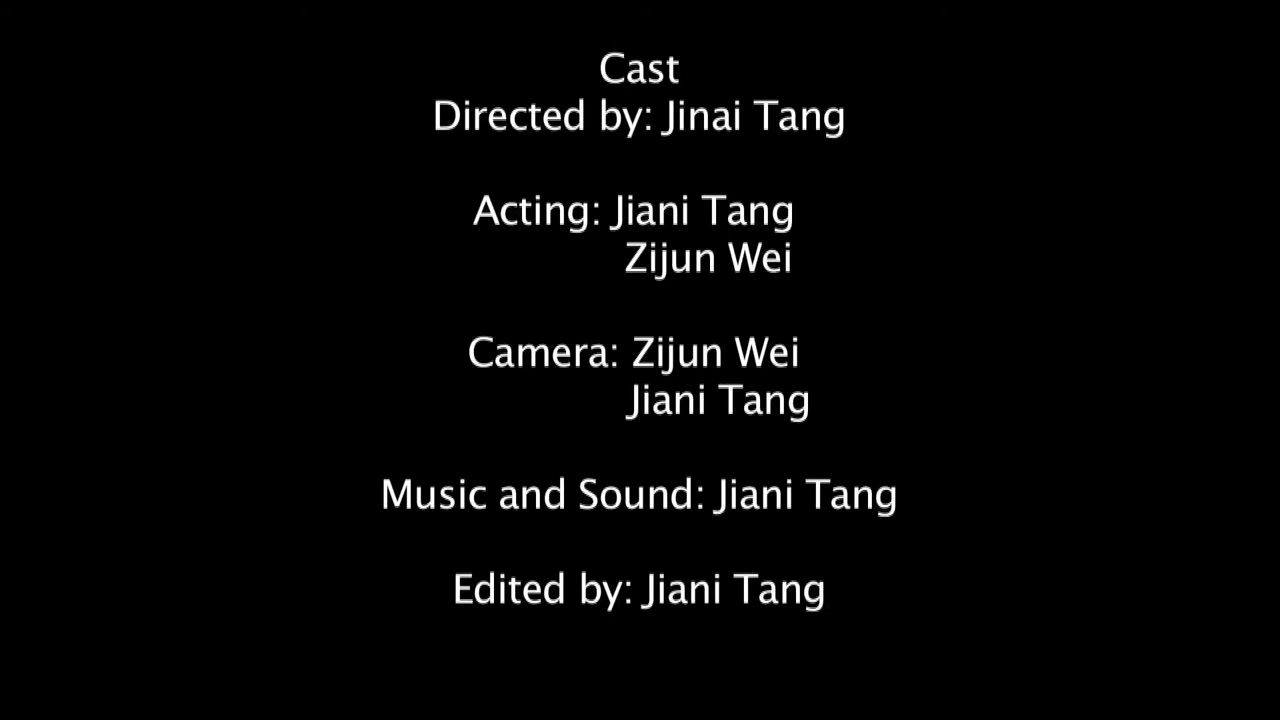 Cast
Directed by: Jinai Tang
Acting: Jiani Tang
Zijun Wei
Camera: Zijun Wei
Jiani Tang
Music and Sound: Jiani Tang
Edited by: Jiani Tang